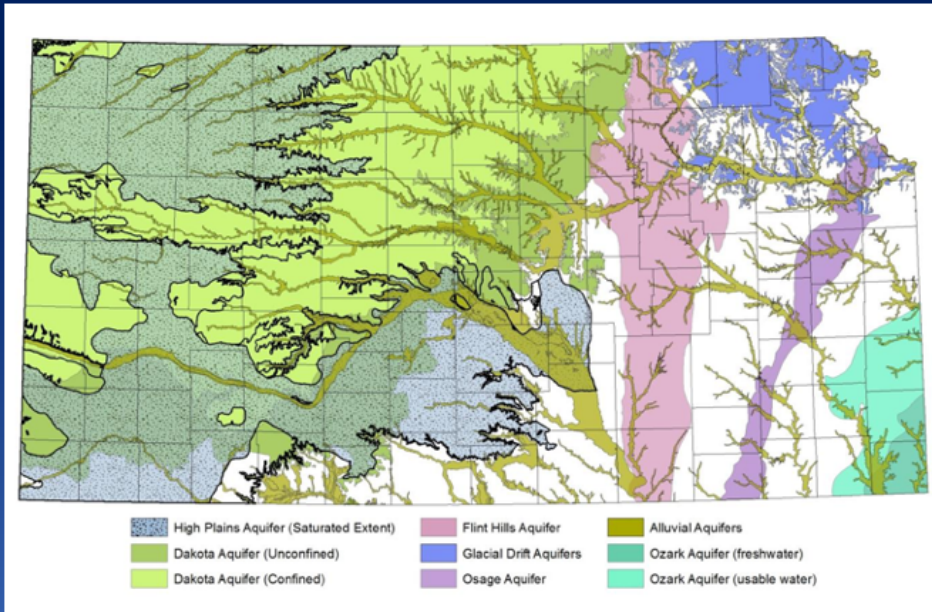 High Plains Aquifer (Saturated Extent)
Dakota Aquifer (Unconfined)
Dakota Aquifer (Confined)
Flint Hills Aquifer
Glacial Drift Aquifers
Osage Aquifer
Alluvial Aquifers
Ozark Aquifer (freshwater)
Ozark Aquifer (usable water)